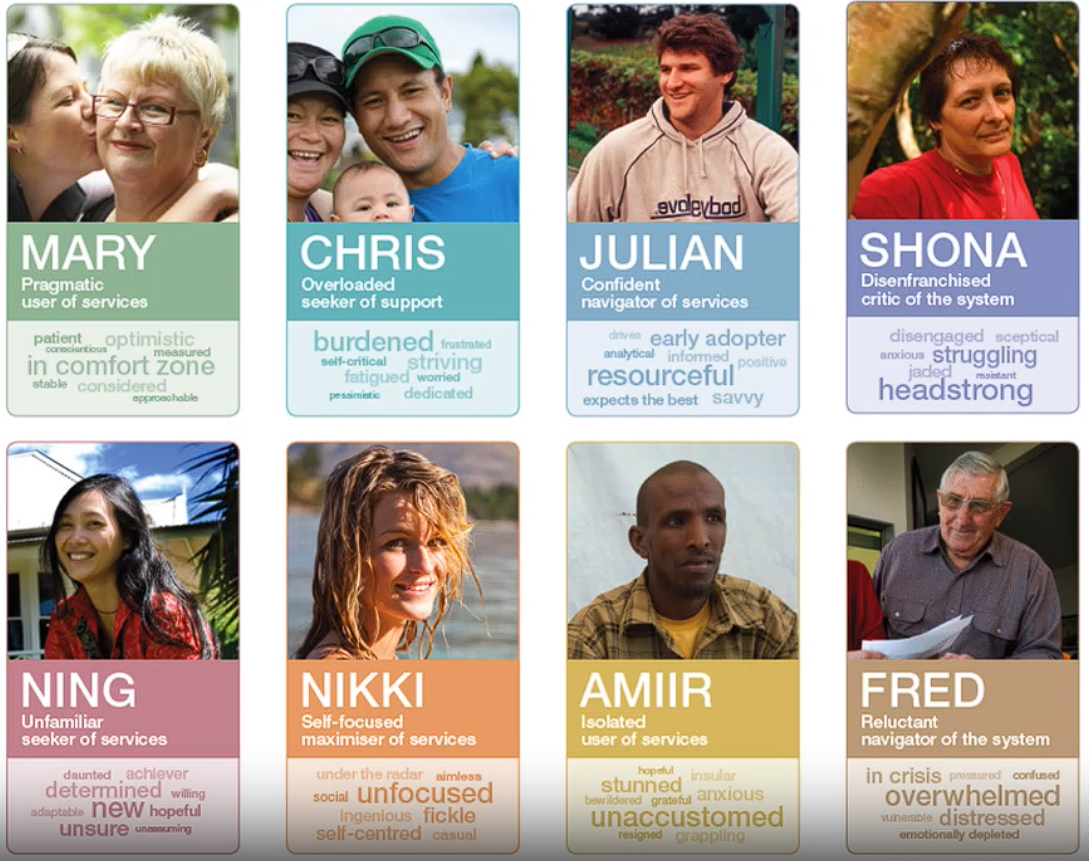 MARY
Pragmatic
user of services
patient optimistic
conscientious measured
in comfort zone
stable considered
approachable
CHRIS
Overloaded
seeker of support
burdened frustrated
self-critical striving
fatigued worried
pessimistic dedicated
evolve bod
JULIAN
Confident
navigator of services
driven early adopter
analytical informed positive
resourceful
expects the best savvy
SHONA
Disenfranchised
critic of the system
disengaged sceptical
anxious struggling
jaded resistant
headstrong
NING
Unfamiliar
seeker of services
daunted achiever
determined willing
adaptable new hopeful
unsure unassuming
NIKKI
Self-focused
maximiser of services
under the radar aimless
social unfocused
ingenious fickle
self-centred casual
AMIIR
Isolated
user of services
hopeful
stunned insular
bewildered grateful anxious
unaccustomed
resigned grappling
FRED
Reluctant
navigator of the system
in crisis pressured confused
overwhelmed
vulnerable distressed
emotionally depleted